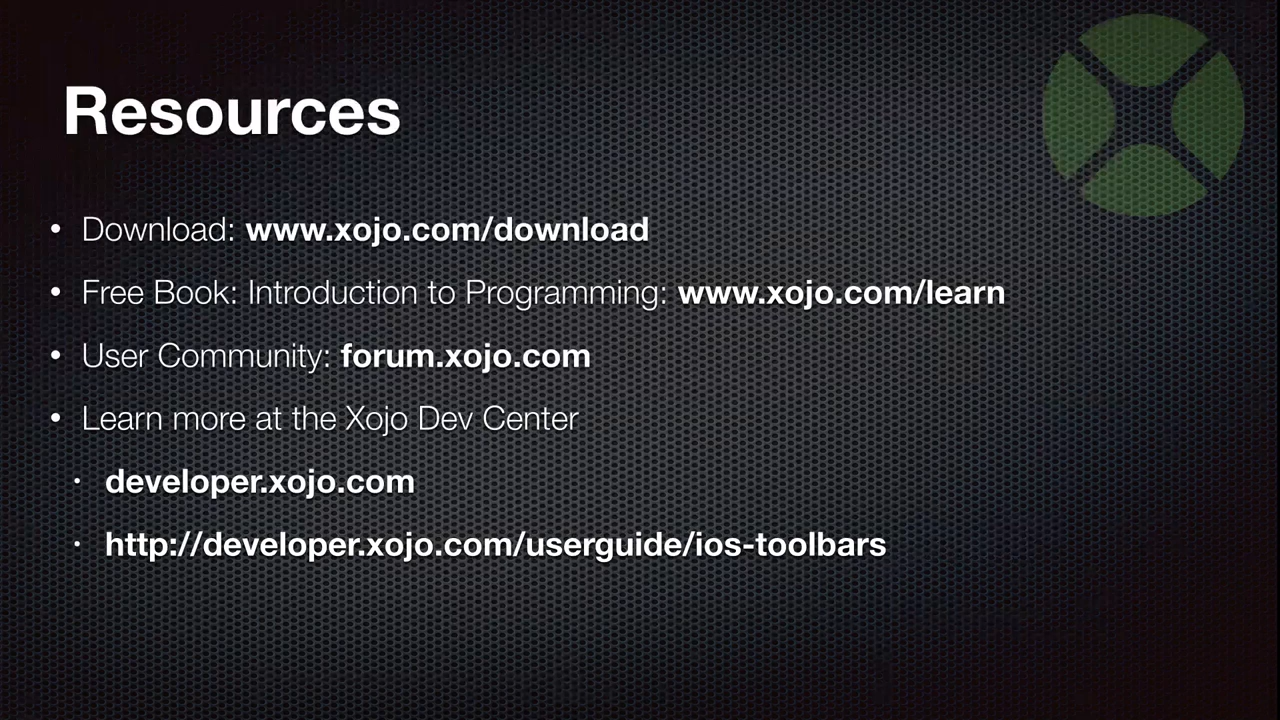 Resources
• Download: www.xojo.com/download
• Free Book: Introduction to Programming: www.xojo.com/learn
• User Community: forum.xojo.com
• Learn more at the Xojo Dev Center
• developer.xojo.com
• http://developer.xojo.com/userguide/ios-toolbars